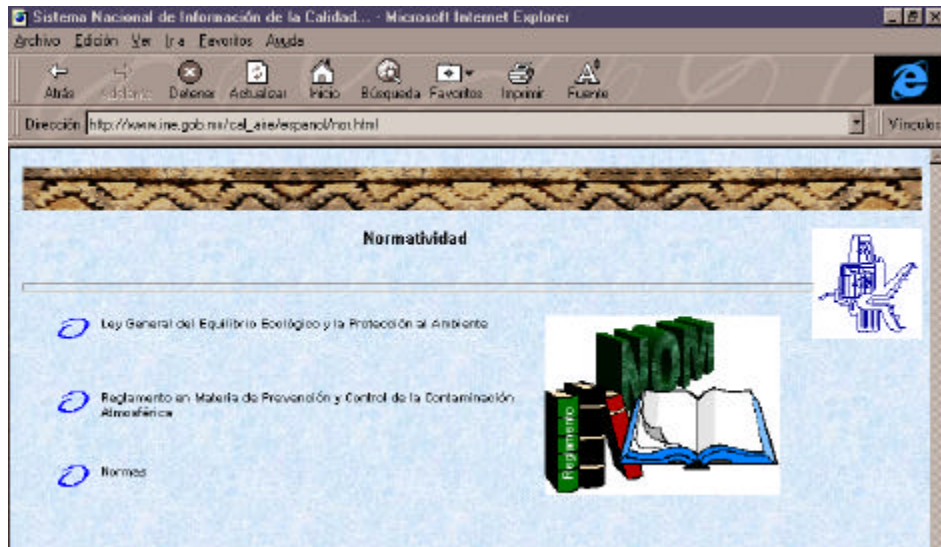 Sistema Nacional de Información de la Calidad... - Microsoft Internet Explorer
Archivo Edición Ver Ir a Favoritos Ayuda
Atrás Adelante Detener Actualizar Inicio Búsqueda Favoritos Imprimir Fuente
Dirección http://www.ine.gob.mx/cal_aire/espanol/nor.html Vínculos
Normatividad
Ley General del Equilibrio Ecológico y la Protección al Ambiente
NOM
Reglamento en Materia de Prevención y Control de la Contaminación
Atmosférica
Reglamento
Normas